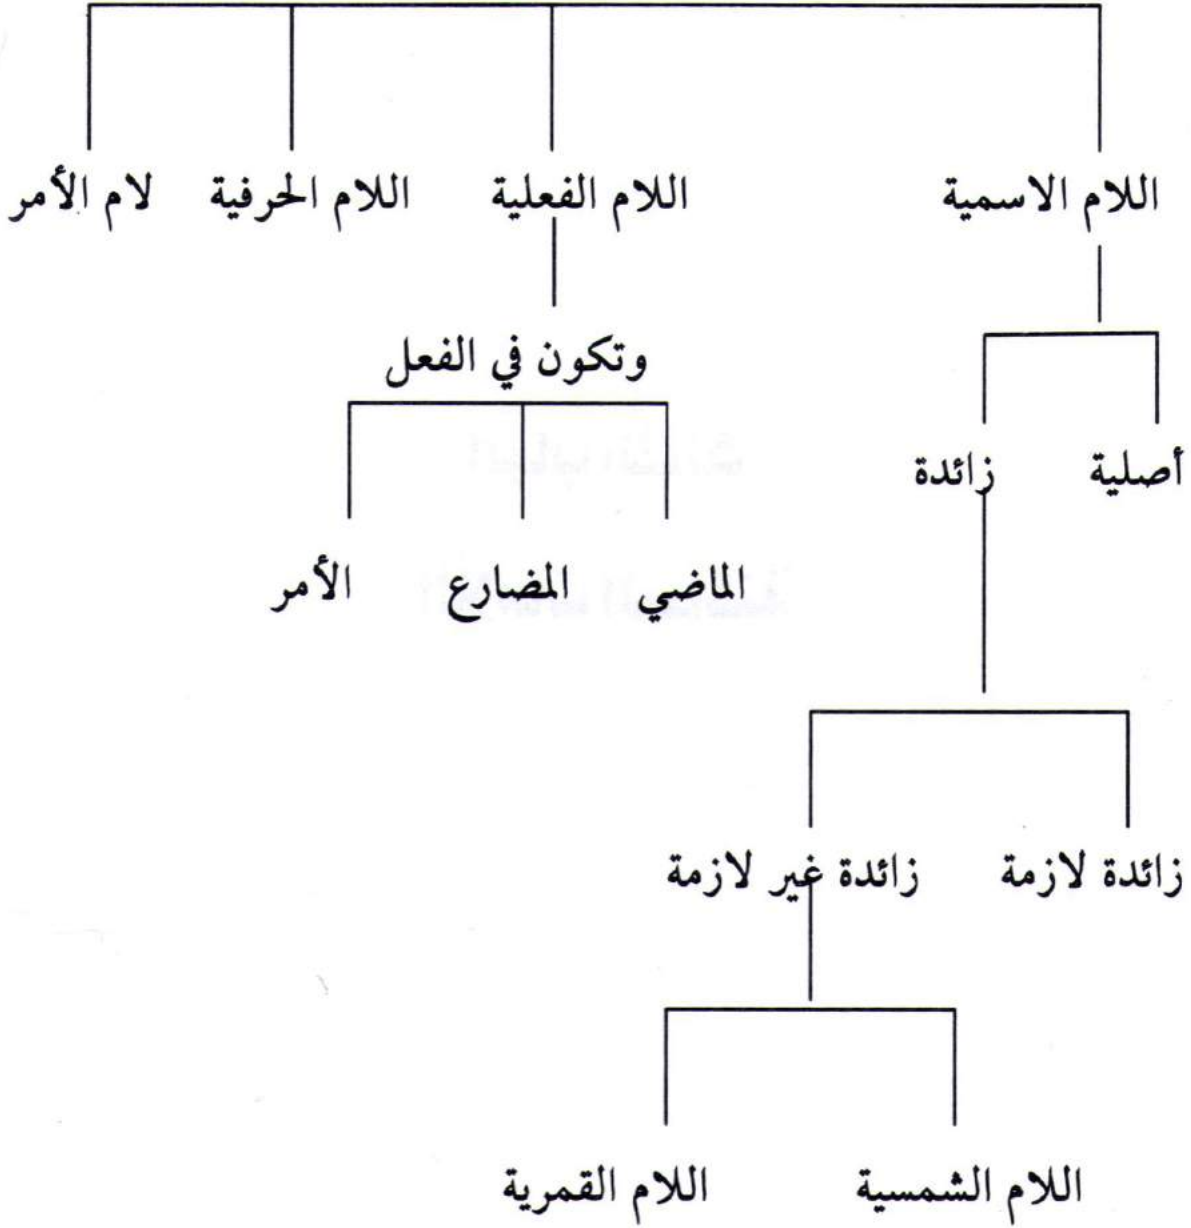 اللام الاسمية اللام الفعلية اللام الحرفية لام الأمر
وتكون في الفعل
أصلية زائدة
الماضي المضارع الأمر
زائدة لازمة زائدة غير لازمة
اللام الشمسية اللام القمرية